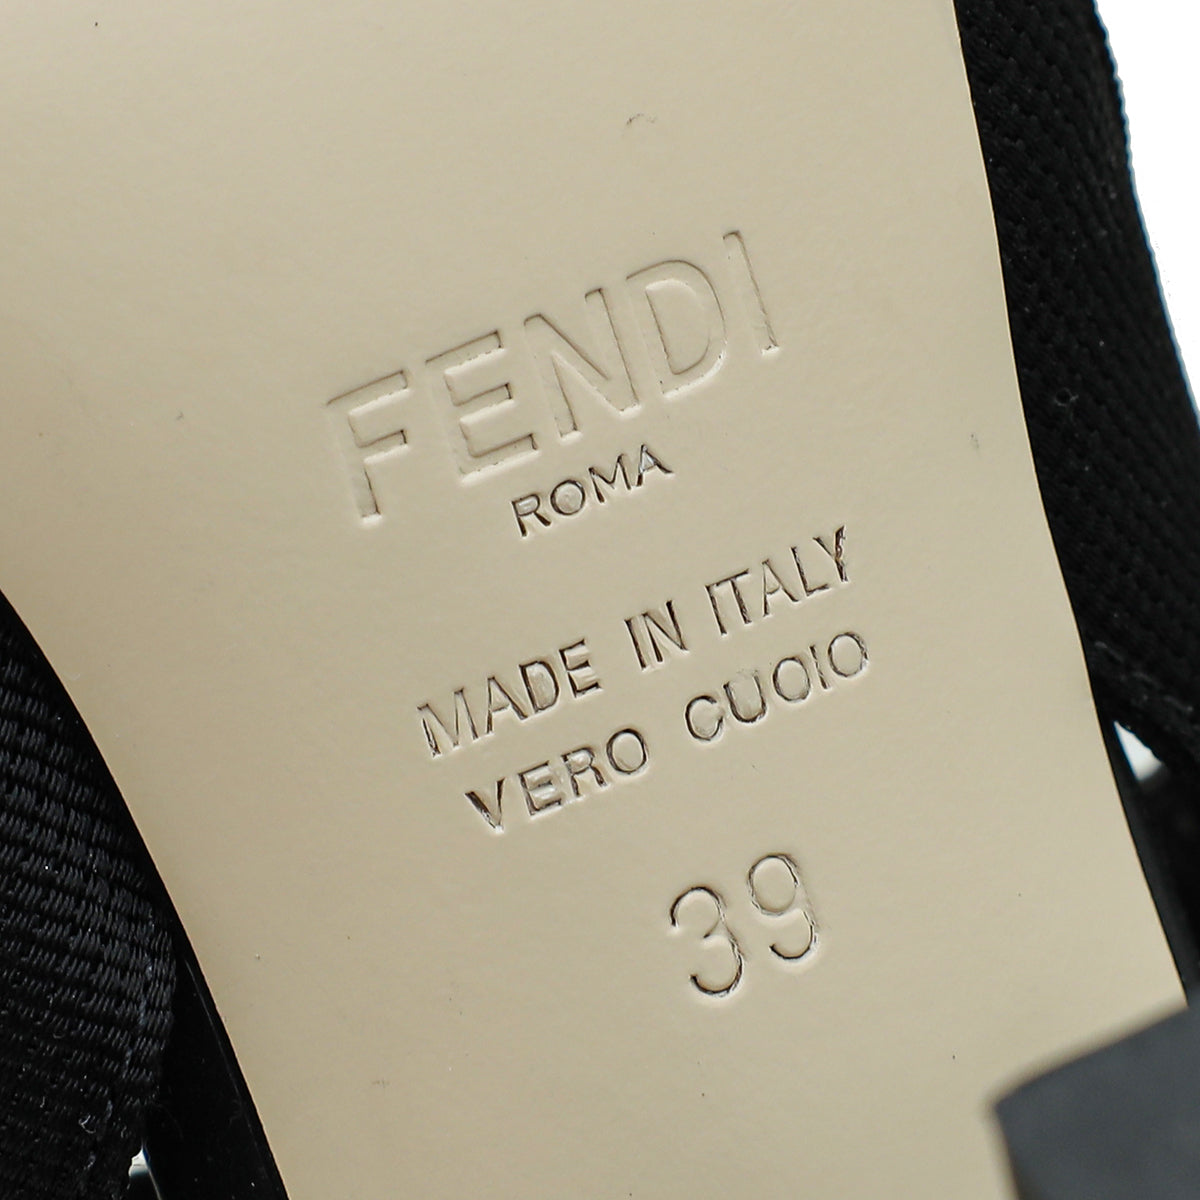 FENDI
ROMA
MADE IN ITALY
VERO CUOIO
39